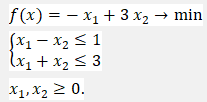 f(x) = − x₁ + 3 x₂ → min
{x₁ − x₂ ≤ 1
x₁ + x₂ ≤ 3
x₁, x₂ ≥ 0.